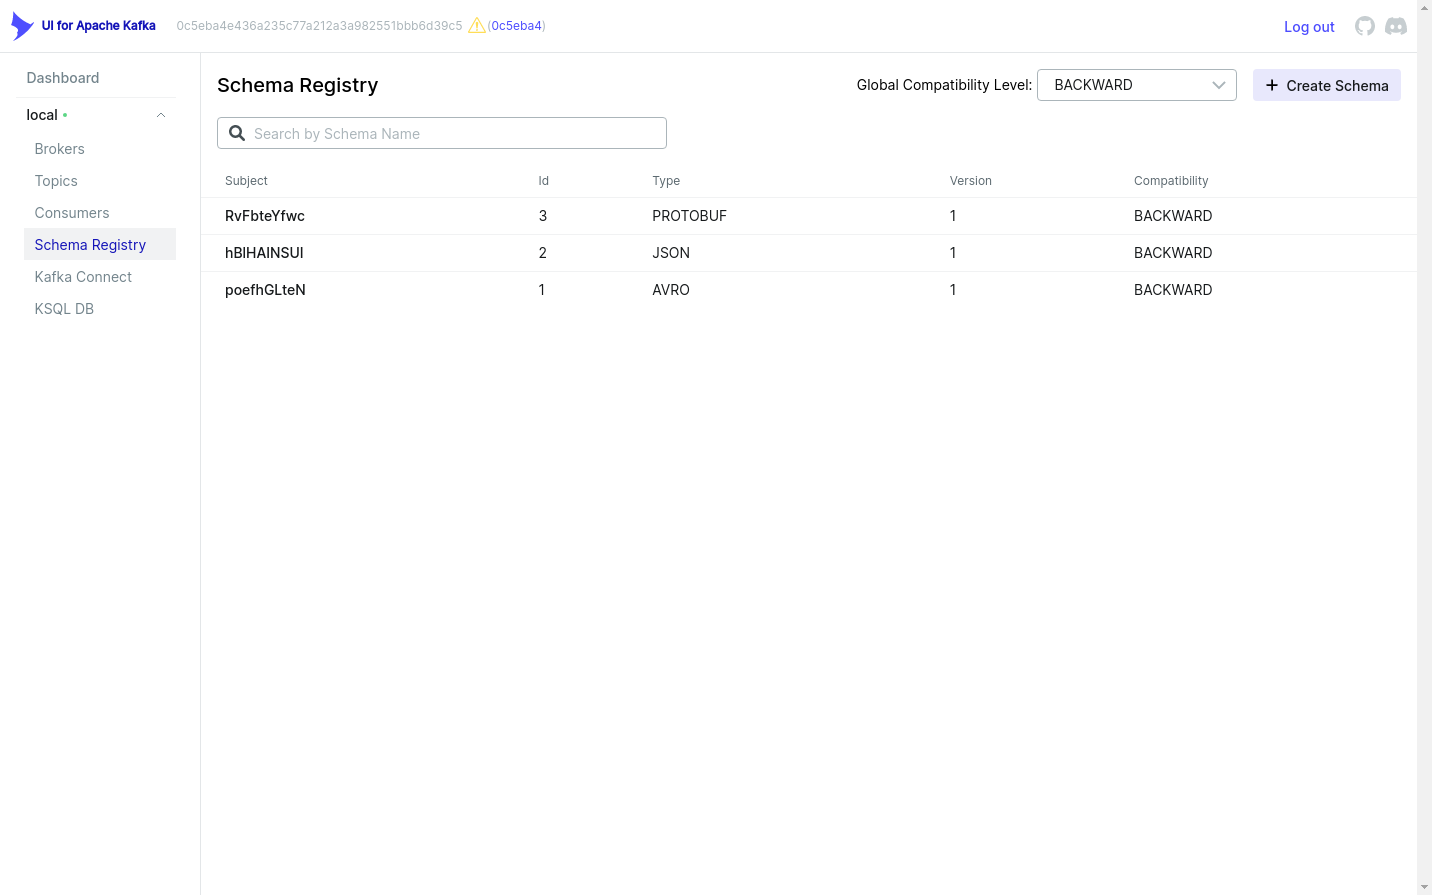 UI for Apache Kafka 0c5eba4e436a235c77a212a3a982551bbb6d39c5 (0c5eba4) Log out
Dashboard
local
Brokers
Topics
Consumers
Schema Registry
Kafka Connect
KSQL DB
Schema Registry Global Compatibility Level: BACKWARD Create Schema
Search by Schema Name
Subject Id Type Version Compatibility
RvFbteYfwc 3 PROTOBUF 1 BACKWARD
hBIHAINSUI 2 JSON 1 BACKWARD
poefhGLteN 1 AVRO 1 BACKWARD